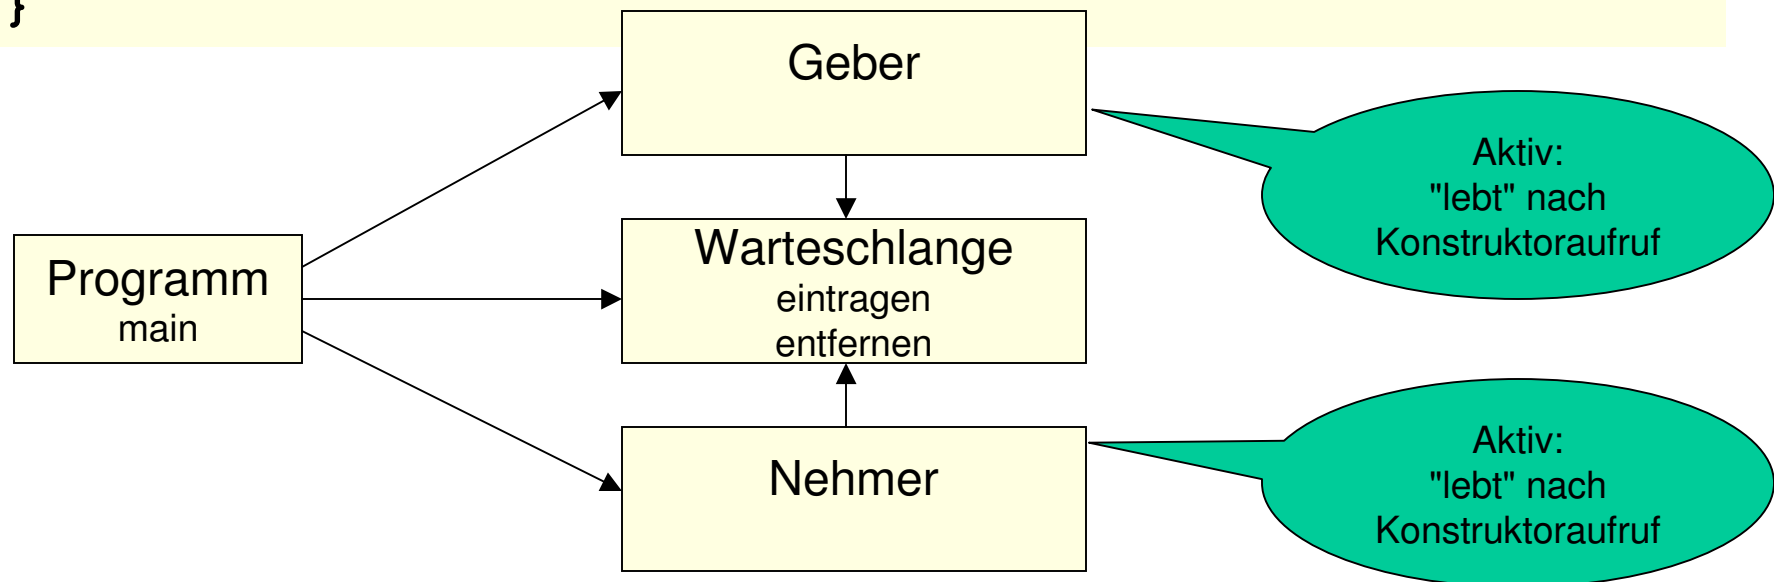 }
Geber
Aktiv:
"lebt" nach
Konstruktoraufruf
Programm
main
Warteschlange
eintragen
entfernen
Nehmer
Aktiv:
"lebt" nach
Konstruktoraufruf